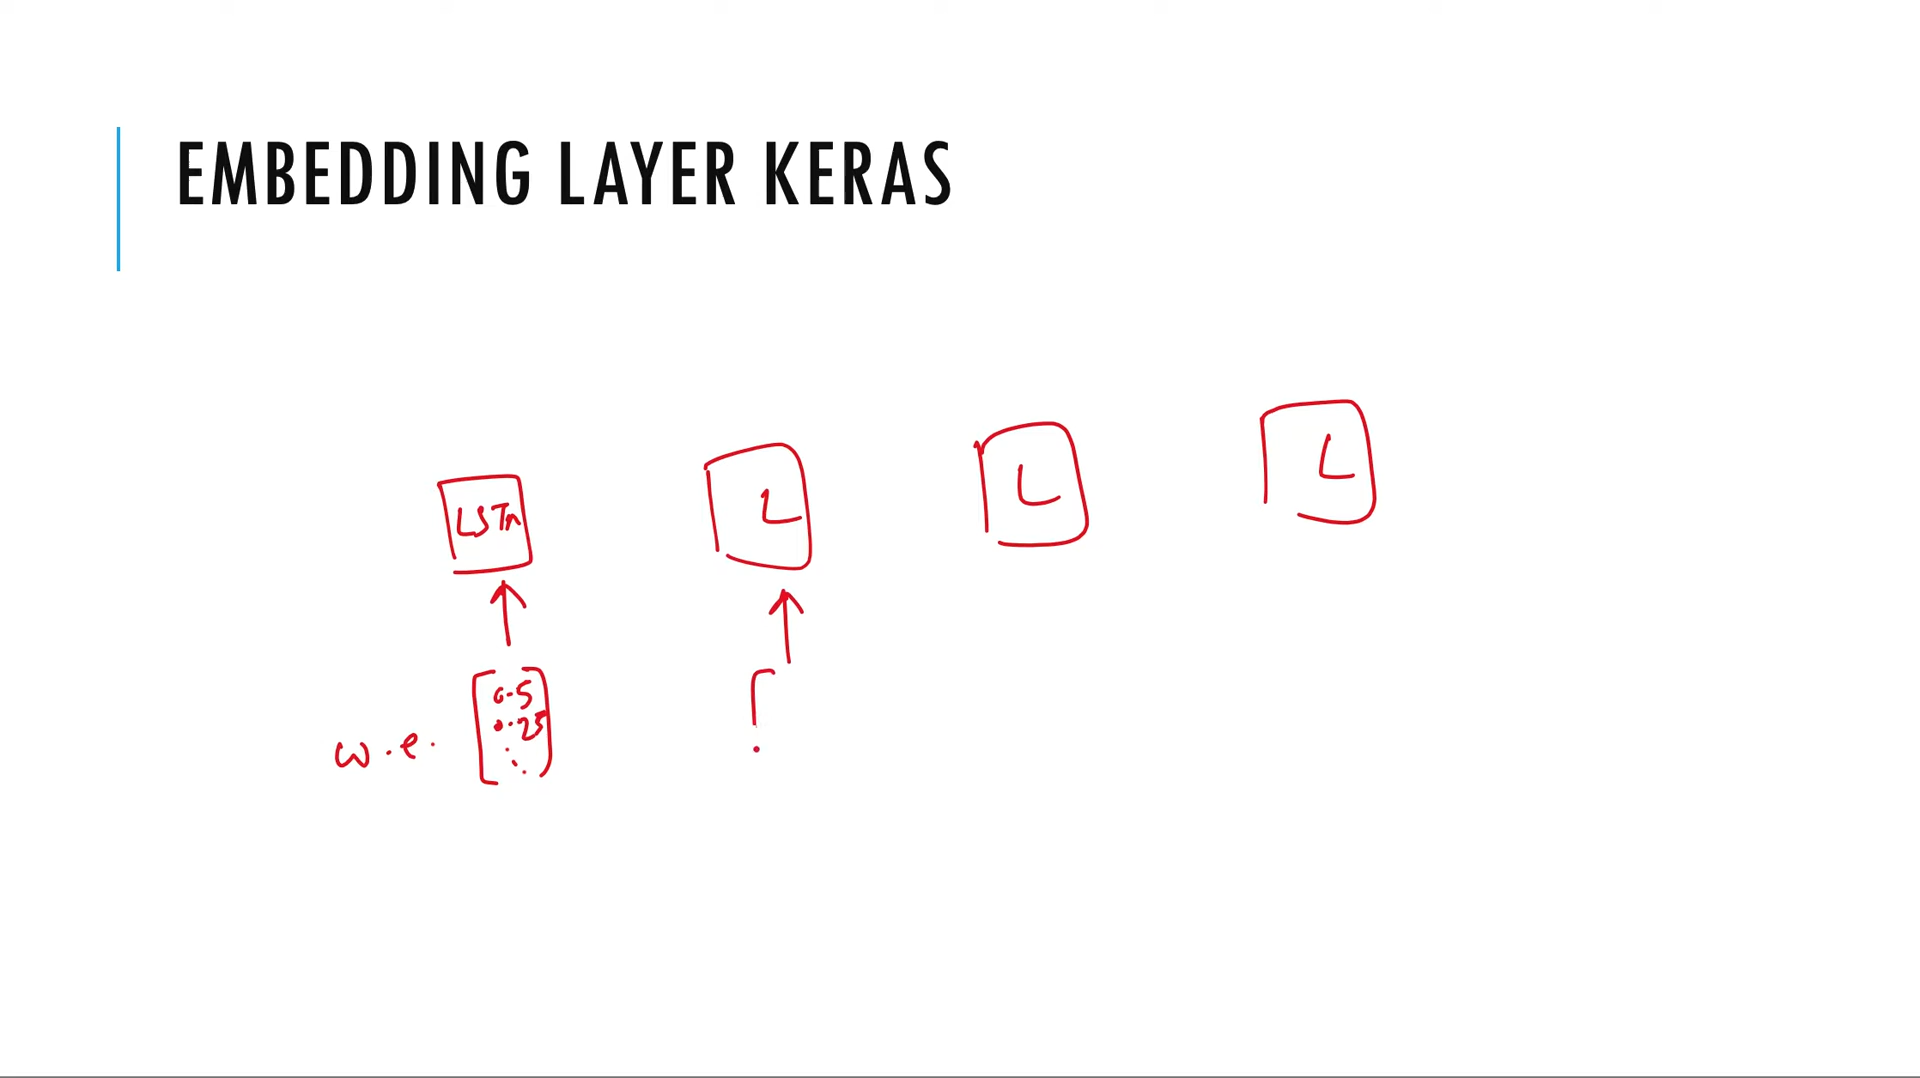 EMBEDDING LAYER KERAS
LSTM
L
L
L
w.e.
0.5
0.25